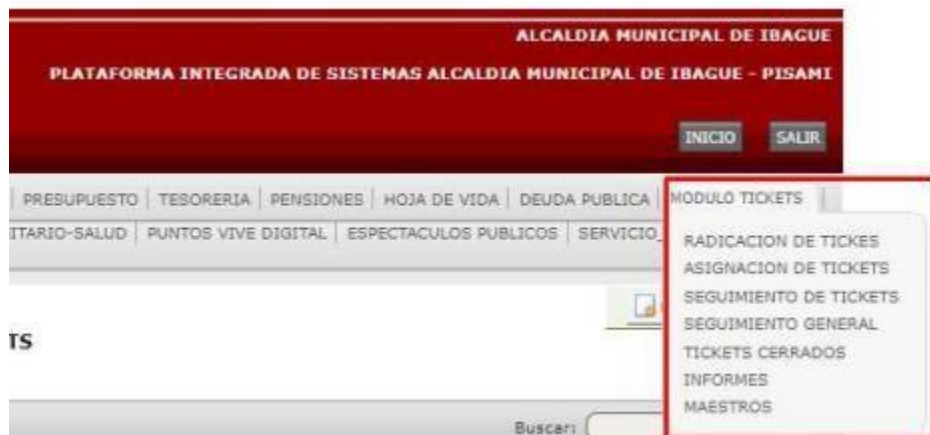 ALCALDIA MUNICIPAL DE IBAGUE
PLATAFORMA INTEGRADA DE SISTEMAS ALCALDIA MUNICIPAL DE IBAGUE - PISAMI
INICIO SALIR
PRESUPUESTO TESORERIA PENSIONES HOJA DE VIDA DEUDA PUBLICA MODULO TICKETS
ITARIO-SALUD PUNTOS VIVE DIGITAL ESPECTACULOS PUBLICOS SERVICIO_
RADICACION DE TICKES
ASIGNACION DE TICKETS
SEGUIMIENTO DE TICKETS
SEGUIMIENTO GENERAL
TICKETS CERRADOS
INFORMES
MAESTROS
TS
Buscar: